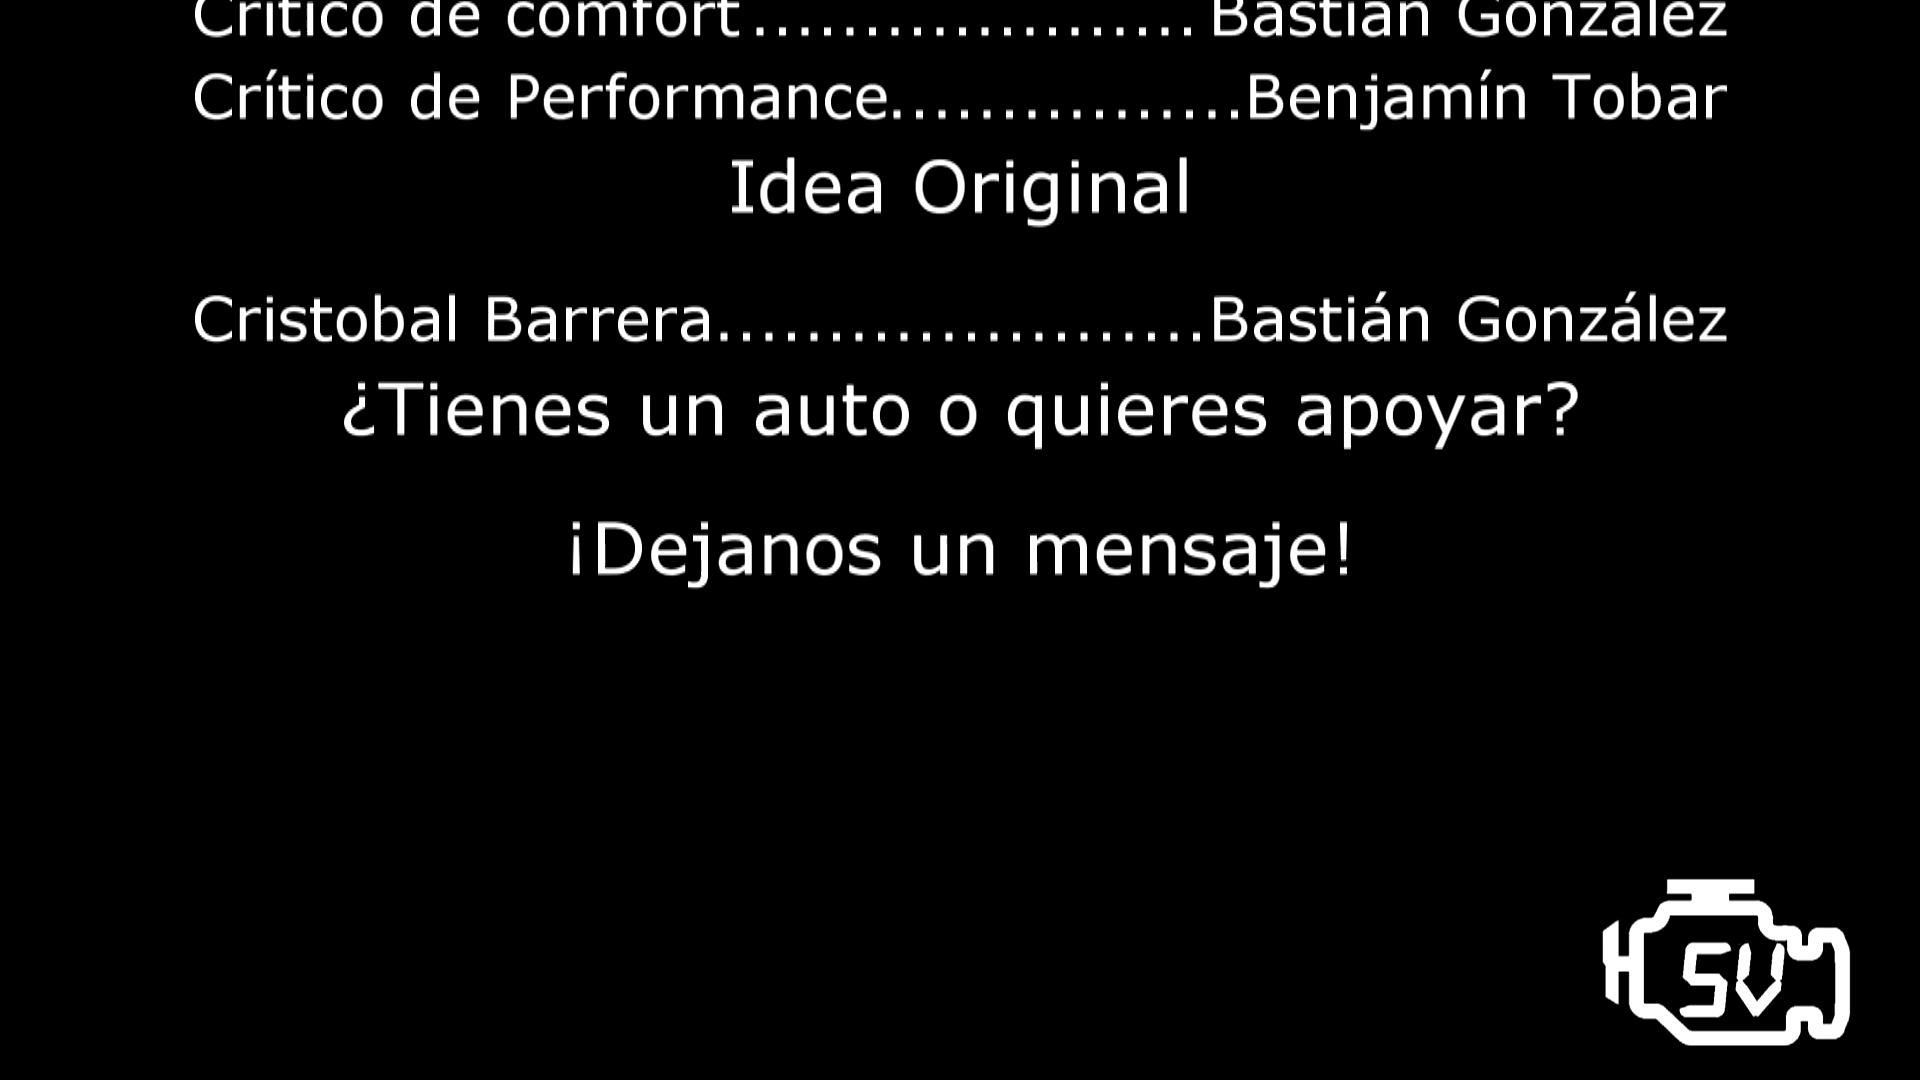 Crítico de comfort................... Bastián González
Crítico de Performance................Benjamín Tobar
Idea Original
Cristobal Barrera......................Bastián González
¿Tienes un auto o quieres apoyar?
¡Dejanos un mensaje!
SV